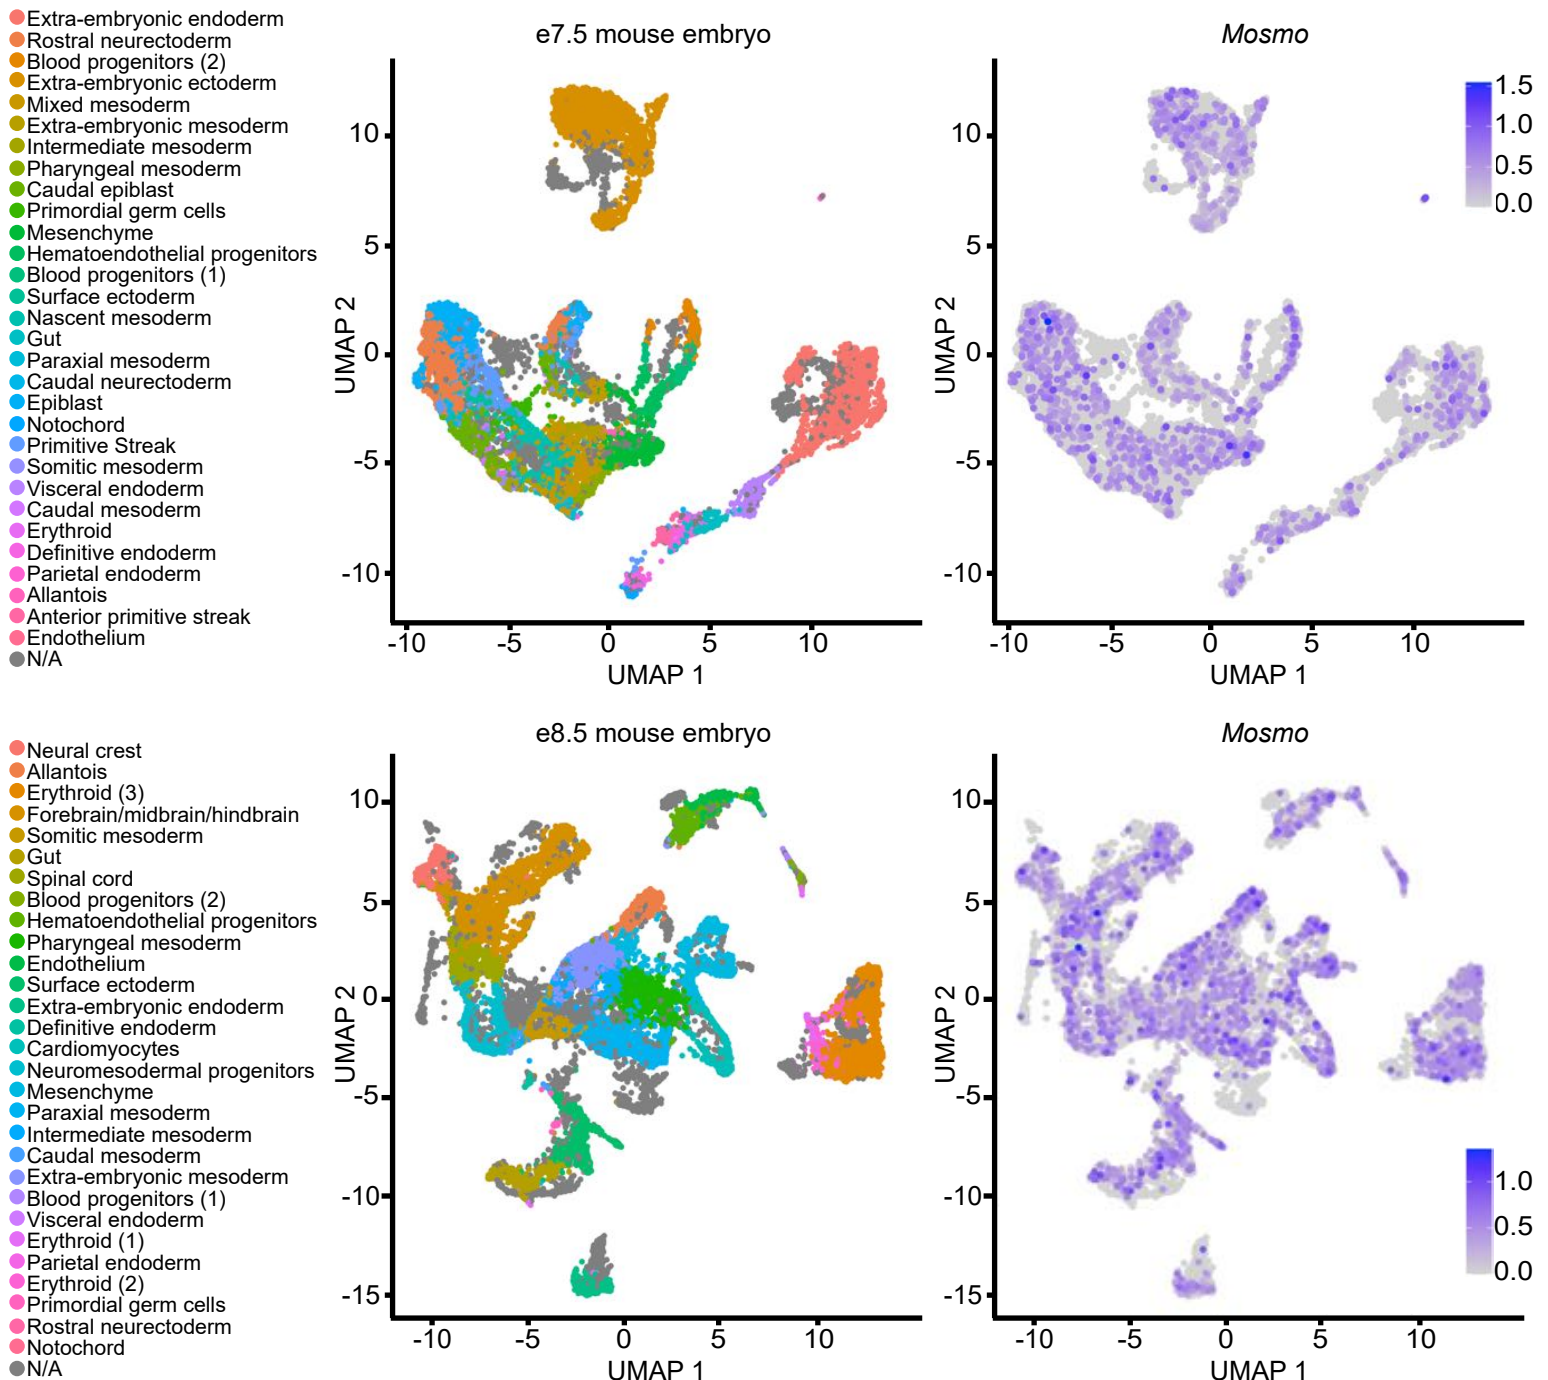 Extra-embryonic endoderm
Rostral neurectoderm
Blood progenitors (2)
Extra-embryonic ectoderm
Mixed mesoderm
Extra-embryonic mesoderm
Intermediate mesoderm
Pharyngeal mesoderm
Caudal epiblast
Primordial germ cells
Mesenchyme
Hematoendothelial progenitors
Blood progenitors (1)
Surface ectoderm
Nascent mesoderm
Gut
Paraxial mesoderm
Caudal neurectoderm
Epiblast
Notochord
Primitive Streak
Somitic mesoderm
Visceral endoderm
Caudal mesoderm
Erythroid
Definitive endoderm
Parietal endoderm
Allantois
Anterior primitive streak
Endothelium
N/A
e7.5 mouse embryo
10
5
0
-5
-10
UMAP 2
-10 -5 0 5 10
UMAP 1
Mosmo
1.5
1.0
0.5
0.0
10
5
0
-5
-10
UMAP 2
-10 -5 0 5 10
UMAP 1
Neural crest
Allantois
Erythroid (3)
Forebrain/midbrain/hindbrain
Somitic mesoderm
Gut
Spinal cord
Blood progenitors (2)
Hematoendothelial progenitors
Pharyngeal mesoderm
Endothelium
Surface ectoderm
Extra-embryonic endoderm
Definitive endoderm
Cardiomyocytes
Neuromesodermal progenitors
Mesenchyme
Paraxial mesoderm
Intermediate mesoderm
Caudal mesoderm
Extra-embryonic mesoderm
Blood progenitors (1)
Visceral endoderm
Erythroid (1)
Parietal endoderm
Erythroid (2)
Primordial germ cells
Rostral neurectoderm
Notochord
N/A
e8.5 mouse embryo
10
5
0
-5
-10
-15
UMAP 2
-10 -5 0 5 10
UMAP 1
Mosmo
10
5
0
-5
-10
-15
UMAP 2
1.0
0.5
0.0
-10 -5 0 5 10
UMAP 1